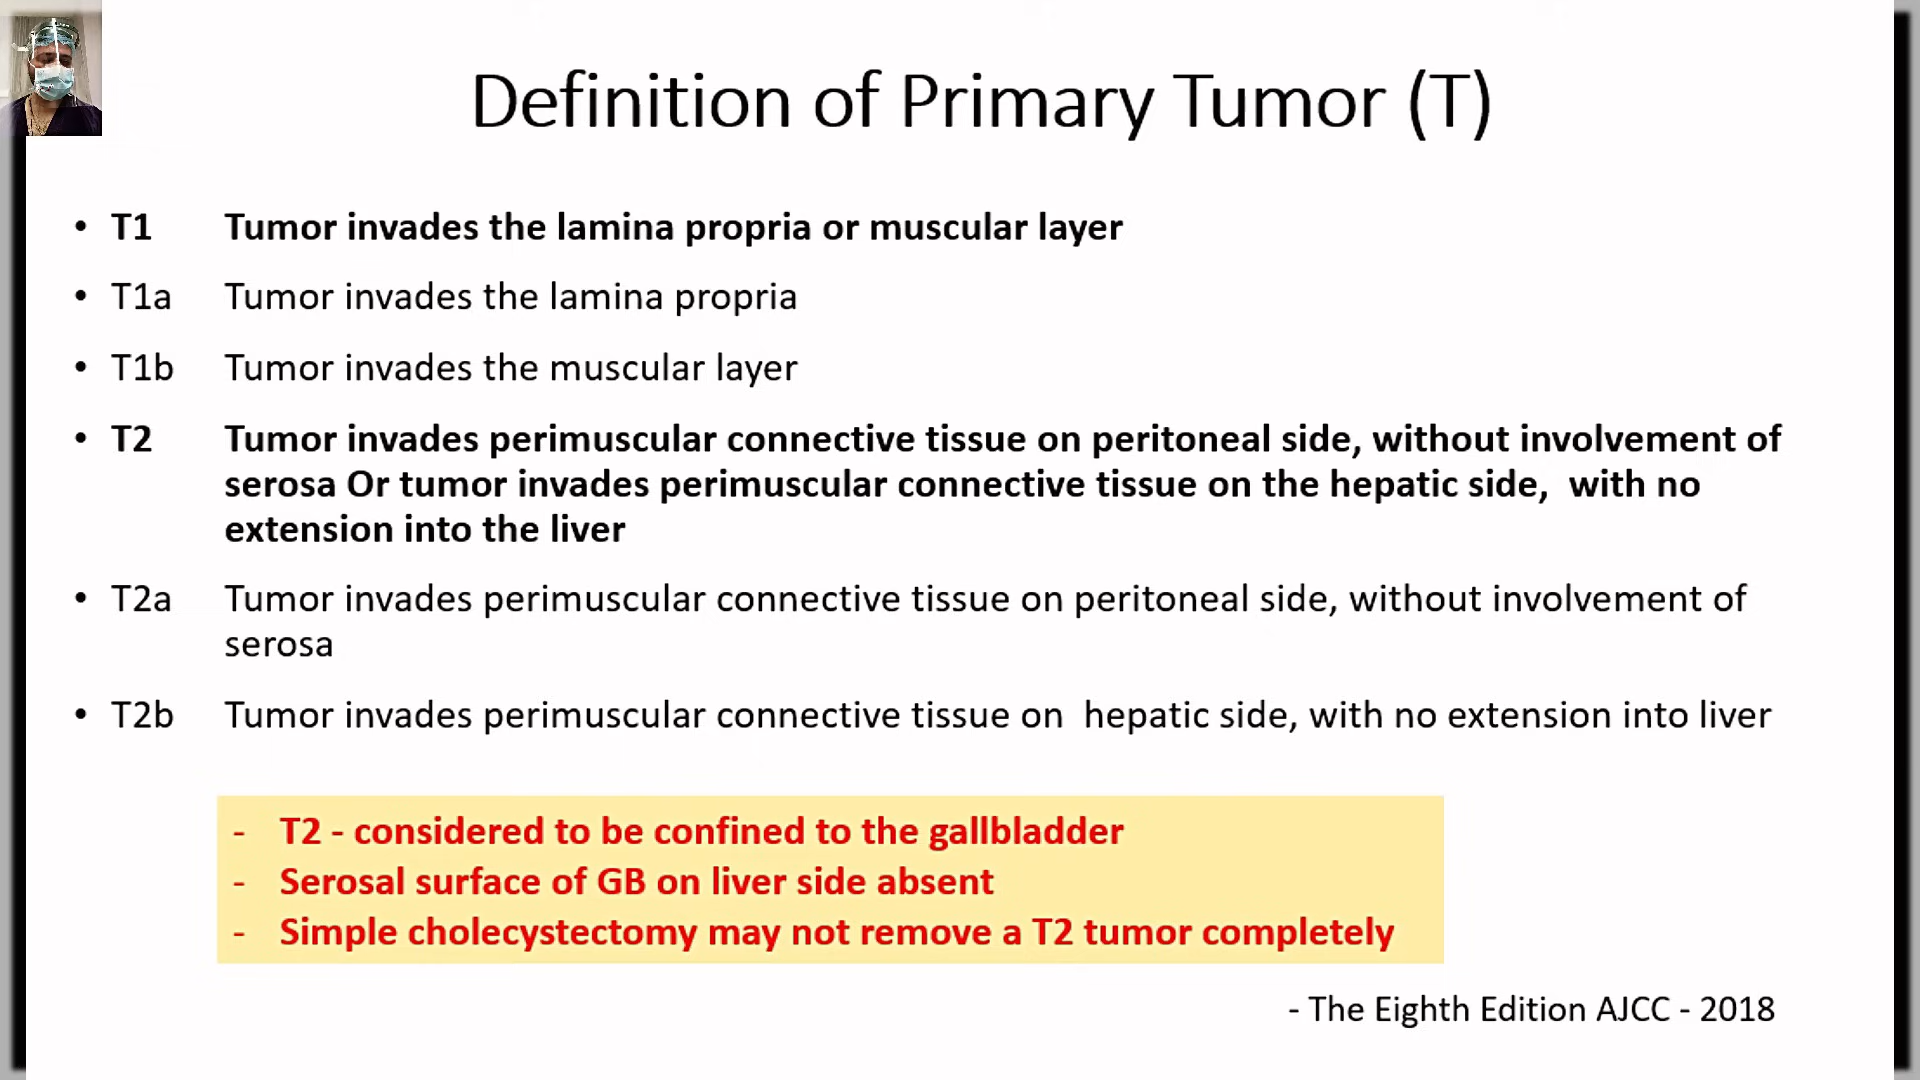 Definition of Primary Tumor (T)
• T1 Tumor invades the lamina propria or muscular layer
• T1a Tumor invades the lamina propria
• T1b Tumor invades the muscular layer
• T2 Tumor invades perimuscular connective tissue on peritoneal side, without involvement of
serosa Or tumor invades perimuscular connective tissue on the hepatic side, with no
extension into the liver
• T2a Tumor invades perimuscular connective tissue on peritoneal side, without involvement of
serosa
• T2b Tumor invades perimuscular connective tissue on hepatic side, with no extension into liver
- T2 - considered to be confined to the gallbladder
- Serosal surface of GB on liver side absent
- Simple cholecystectomy may not remove a T2 tumor completely
- The Eighth Edition AJCC - 2018